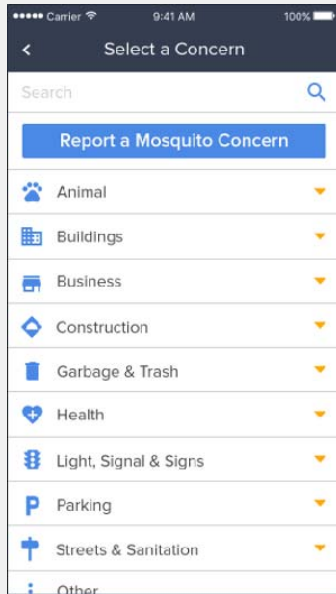 Carrier 9:41 AM 100%
Select a Concern
Search
Report a Mosquito Concern
Animal
Buildings
Business
Construction
Garbage & Trash
Health
Light, Signal & Signs
P Parking
Streets & Sanitation
Other